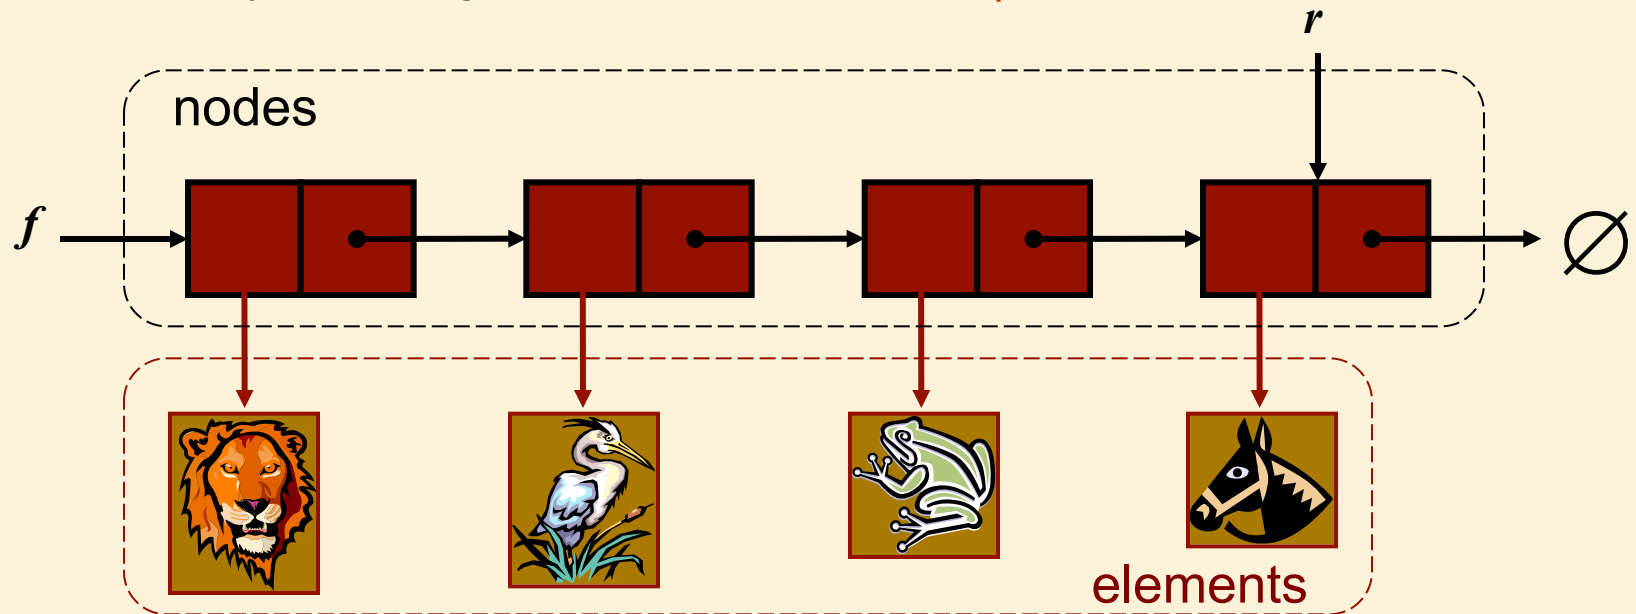 r
nodes
f
∅
elements